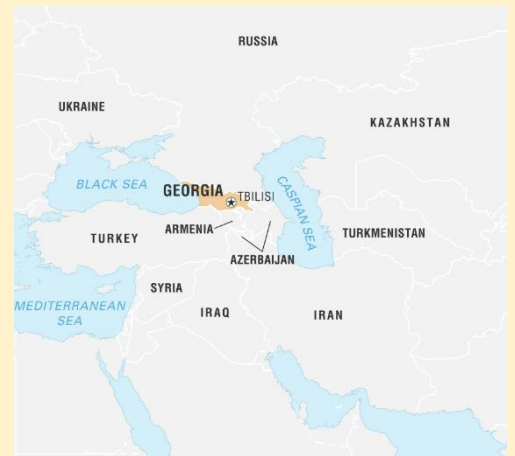 RUSSIA
UKRAINE
KAZAKHSTAN
BLACK SEA
GEORGIA
TBILISI
CASPIAN SEA
ARMENIA
TURKEY
TURKMENISTAN
AZERBAIJAN
SYRIA
MEDITERRANEAN
SEA
IRAQ
IRAN